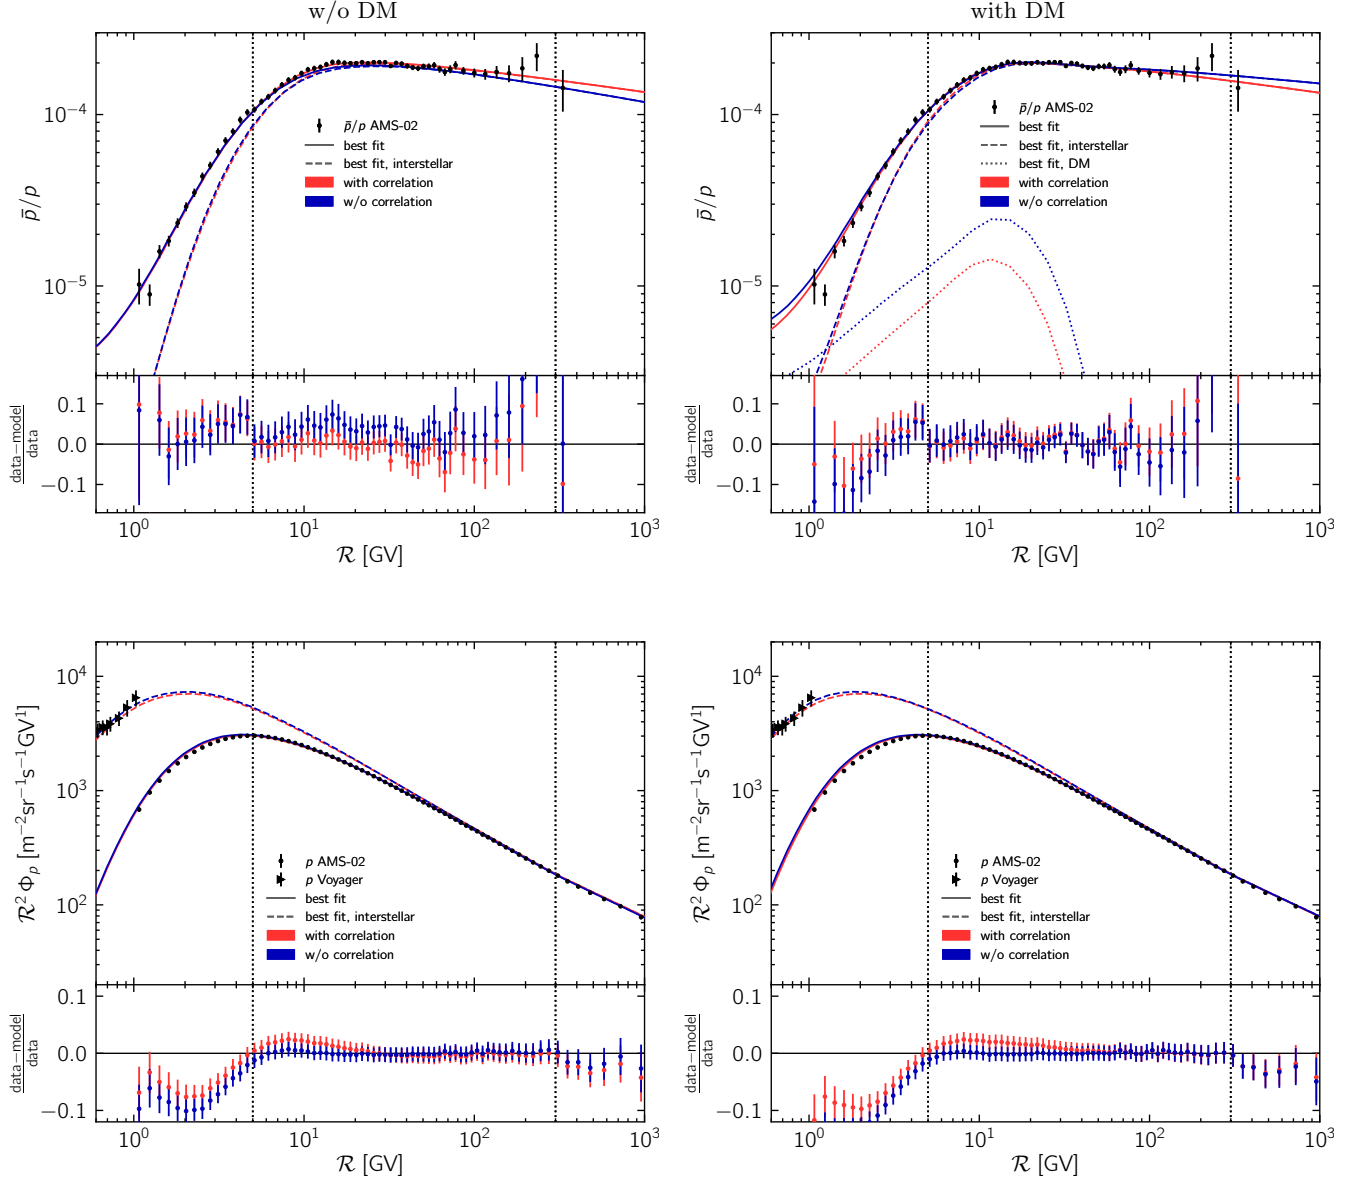 w/o DM
with DM
10⁻⁴
10⁻⁵
p̄/p
p̄/p AMS-02
best fit
best fit, interstellar
with correlation
w/o correlation
0.1
0.0
−0.1
data−model
data
10⁰ 10¹ 10² 10³
ℛ [GV]
10⁻⁴
10⁻⁵
p̄/p
p̄/p AMS-02
best fit
best fit, interstellar
best fit, DM
with correlation
w/o correlation
0.1
0.0
−0.1
data−model
data
10⁰ 10¹ 10² 10³
ℛ [GV]
10⁴
10³
10²
ℛ² Φₚ [m⁻²sr⁻¹s⁻¹GV¹]
p AMS-02
p Voyager
best fit
best fit, interstellar
with correlation
w/o correlation
0.1
0.0
−0.1
data−model
data
10⁰ 10¹ 10² 10³
ℛ [GV]
10⁴
10³
10²
ℛ² Φₚ [m⁻²sr⁻¹s⁻¹GV¹]
p AMS-02
p Voyager
best fit
best fit, interstellar
with correlation
w/o correlation
0.1
0.0
−0.1
data−model
data
10⁰ 10¹ 10² 10³
ℛ [GV]